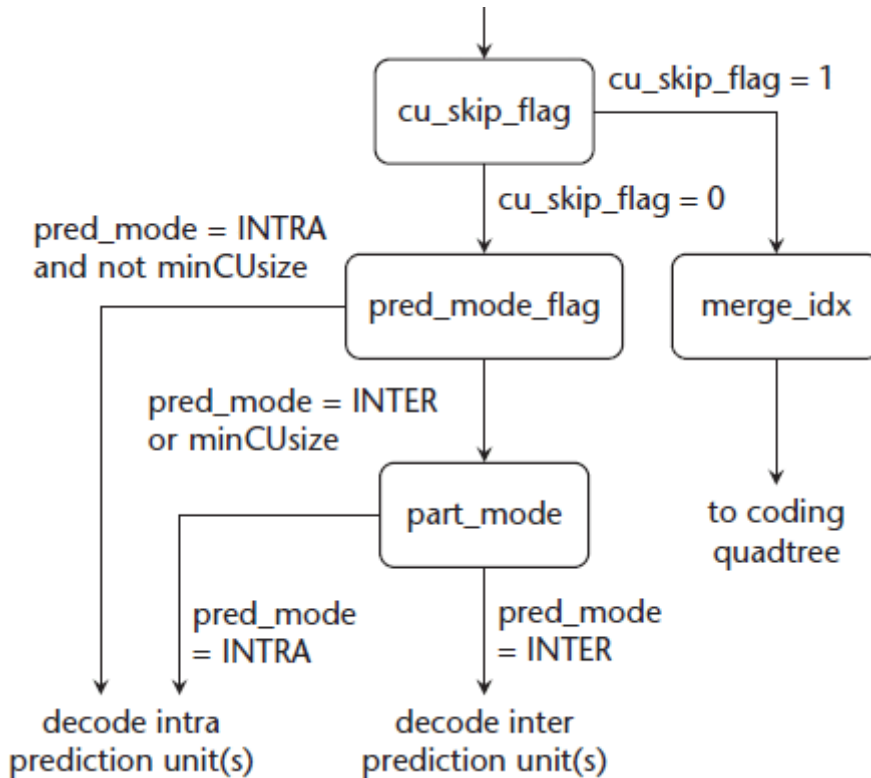 cu_skip_flag
cu_skip_flag = 1
cu_skip_flag = 0
pred_mode = INTRA
and not minCUsize
pred_mode_flag
merge_idx
pred_mode = INTER
or minCUsize
part_mode
to coding
quadtree
pred_mode
= INTRA
pred_mode
= INTER
decode intra
prediction unit(s)
decode inter
prediction unit(s)